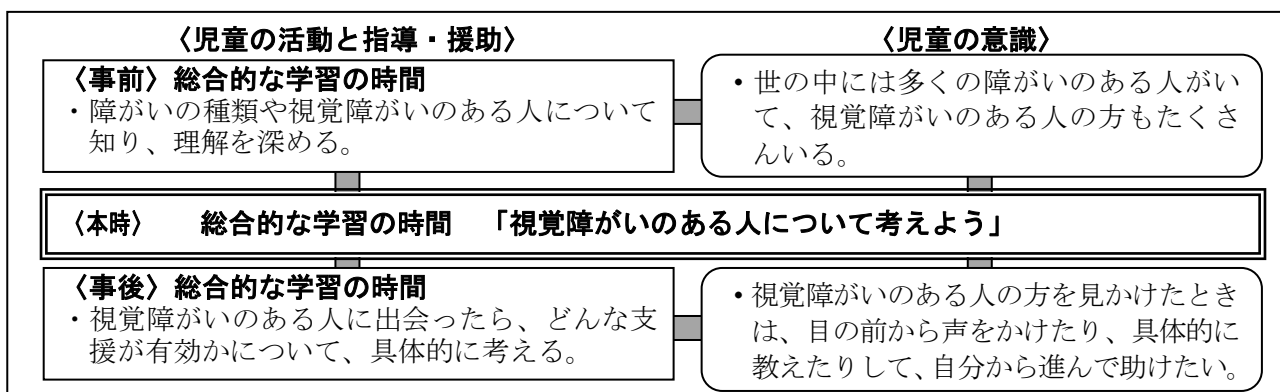 〈児童の活動と指導・援助〉
〈児童の意識〉
〈事前〉総合的な学習の時間
・障がいの種類や視覚障がいのある人について
知り、理解を深める。
・世の中には多くの障がいのある人がい
て、視覚障がいのある人の方もたくさ
んいる。
〈本時〉 総合的な学習の時間 「視覚障がいのある人について考えよう」
〈事後〉総合的な学習の時間
・視覚障がいのある人に出会ったら、どんな支
援が有効かについて、具体的に考える。
・視覚障がいのある人の方を見かけたとき
は、目の前から声をかけたり、具体的に
教えたりして、自分から進んで助けたい。